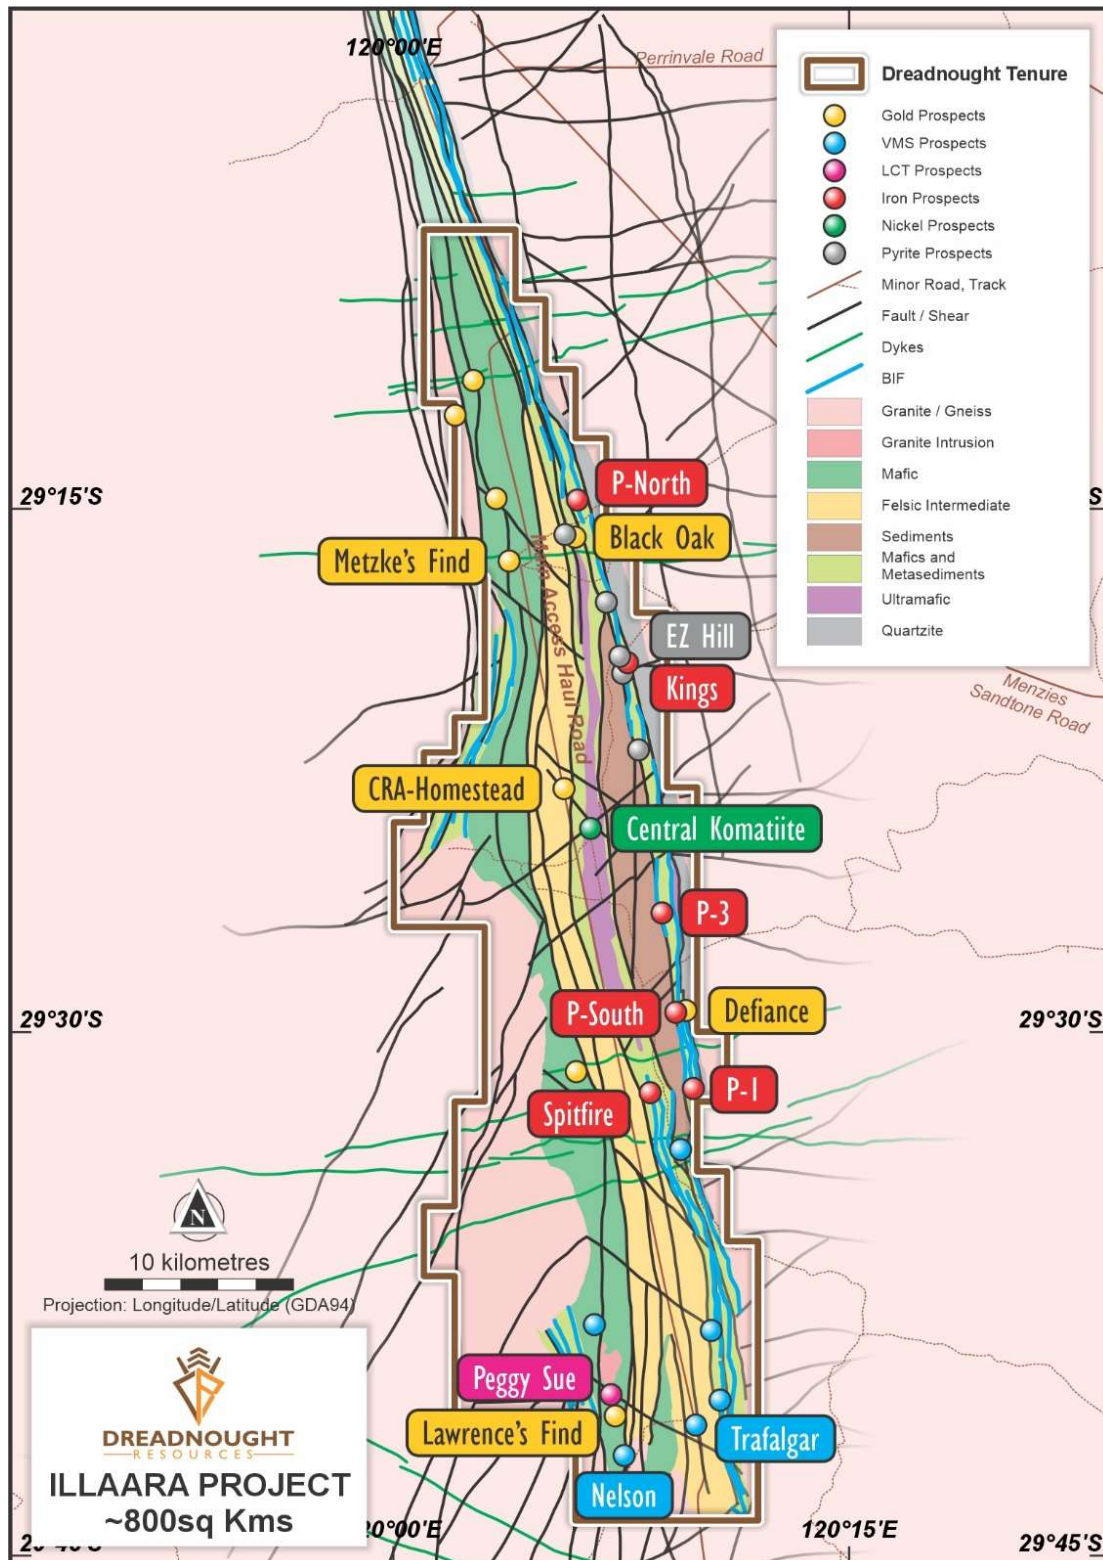 120°00'E
Perrinvale Road
Dreadnought Tenure
Gold Prospects
VMS Prospects
LCT Prospects
Iron Prospects
Nickel Prospects
Pyrite Prospects
Minor Road, Track
Fault / Shear
Dykes
BIF
Granite / Gneiss
Granite Intrusion
Mafic
Felsic Intermediate
Sediments
Mafics and
Metasediments
Ultramafic
Quartzite
29°15'S
S
P-North
Black Oak
Metzke's Find
Main Access Haul Road
EZ Hill
Kings
Menzies
Sandtone Road
CRA-Homestead
Central Komatiite
P-3
P-South
Defiance
29°30'S
29°30'S
P-1
Spitfire
N
10 kilometres
Projection: Longitude/Latitude (GDA94)
Peggy Sue
Lawrence's Find
Trafalgar
Nelson
DREADNOUGHT
RESOURCES
ILLAARA PROJECT
~800sq Kms
20°00'E
120°15'E
29°45'S